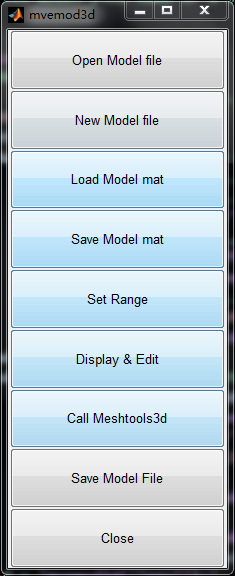 mvemod3d
Open Model file
New Model file
Load Model mat
Save Model mat
Set Range
Display & Edit
Call Meshtools3d
Save Model File
Close